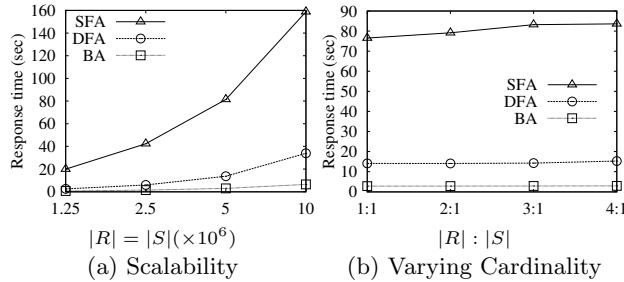 160
140
120
100
80
60
40
20
0
Response time (sec)
SFA
DFA
BA
1.25
2.5
5
10
|R| = |S|(×10⁶)
(a) Scalability
90
80
70
60
50
40
30
20
10
0
Response time (sec)
SFA
DFA
BA
1:1
2:1
3:1
4:1
|R| : |S|
(b) Varying Cardinality